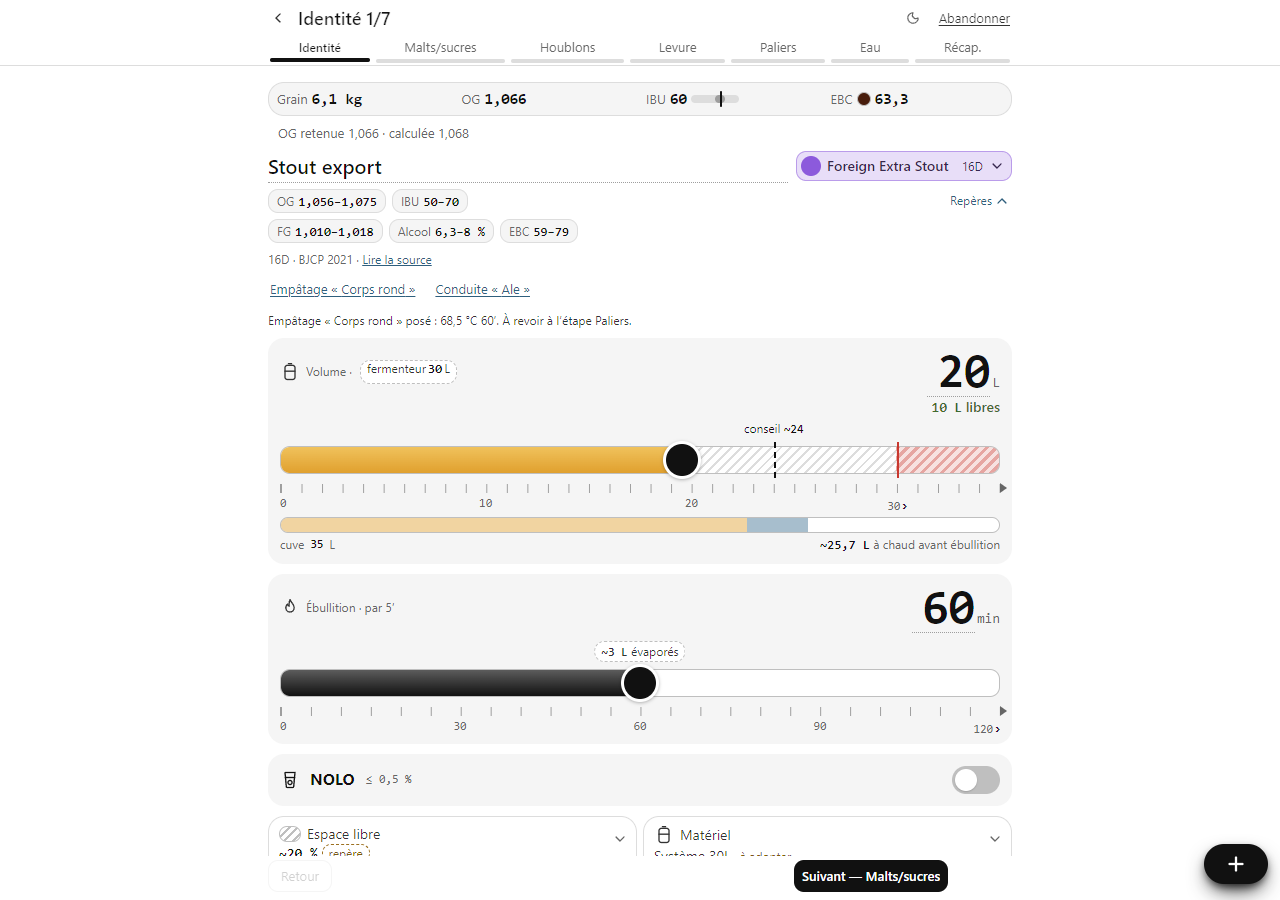 Identité 1/7
Abandonner
Identité Malts/sucres Houblons Levure Paliers Eau Récap.
Grain 6,1 kg OG 1,066 IBU 60 EBC 63,3
OG retenue 1,066 · calculée 1,068
Stout export
Foreign Extra Stout 16D
OG 1,056–1,075 IBU 50–70
Repères
FG 1,010–1,018 Alcool 6,3–8 % EBC 59–79
16D · BJCP 2021 · Lire la source
Empâtage « Corps rond » Conduite « Ale »
Empâtage « Corps rond » posé : 68,5 °C 60′. À revoir à l’étape Paliers.
Volume · fermenteur 30 L
20 L
10 L libres
conseil ~24
0 10 20 30 ›
cuve 35 L
~25,7 L à chaud avant ébullition
Ébullition · par 5′
60 min
~3 L évaporés
0 30 60 90 120 ›
NOLO ≤ 0,5 %
Espace libre
~20 % repère
Matériel
Système 30L · à adapter
Retour
Suivant — Malts/sucres